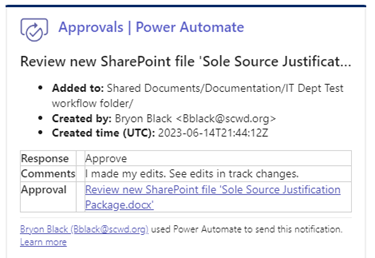 Approvals | Power Automate
Review new SharePoint file 'Sole Source Justificat...
• Added to: Shared Documents/Documentation/IT Dept Test
workflow folder/
• Created by: Bryon Black <Bblack@scwd.org>
• Created time (UTC): 2023-06-14T21:44:12Z
Response Approve
Comments I made my edits. See edits in track changes.
Approval Review new SharePoint file 'Sole Source Justification
Package.docx'
Bryon Black (Bblack@scwd.org) used Power Automate to send this notification.
Learn more